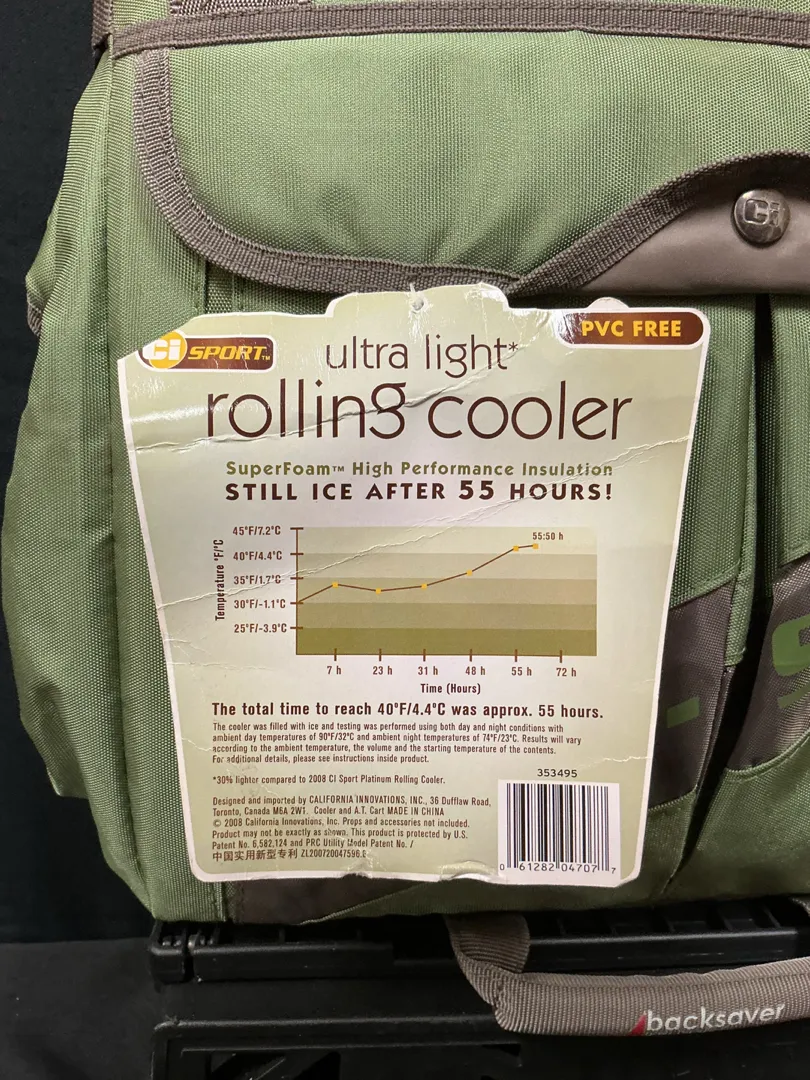 Ci
Ci SPORT™
PVC FREE
ultra light*
rolling cooler
SuperFoam™ High Performance Insulation
STILL ICE AFTER 55 HOURS!
Temperature °F/°C
45°F/7.2°C
40°F/4.4°C
35°F/1.7°C
30°F/-1.1°C
25°F/-3.9°C
55:50 h
7 h 23 h 31 h 48 h 55 h 72 h
Time (Hours)
The total time to reach 40°F/4.4°C was approx. 55 hours.
The cooler was filled with ice and testing was performed using both day and night conditions with
ambient day temperatures of 90°F/32°C and ambient night temperatures of 74°F/23°C. Results will vary
according to the ambient temperature, the volume and the starting temperature of the contents.
For additional details, please see instructions inside product.
*30% lighter compared to 2008 CI Sport Platinum Rolling Cooler.
353495
Designed and imported by CALIFORNIA INNOVATIONS, INC., 36 Dufflaw Road,
Toronto, Canada M6A 2W1. Cooler and A.T. Cart MADE IN CHINA
© 2008 California Innovations, Inc. Props and accessories not included.
Product may not be exactly as shown. This product is protected by U.S.
Patent No. 6,582,124 and PRC Utility Model Patent No. /
中国实用新型专利 ZL200720047596.6
0 61282 04707 7
backsaver